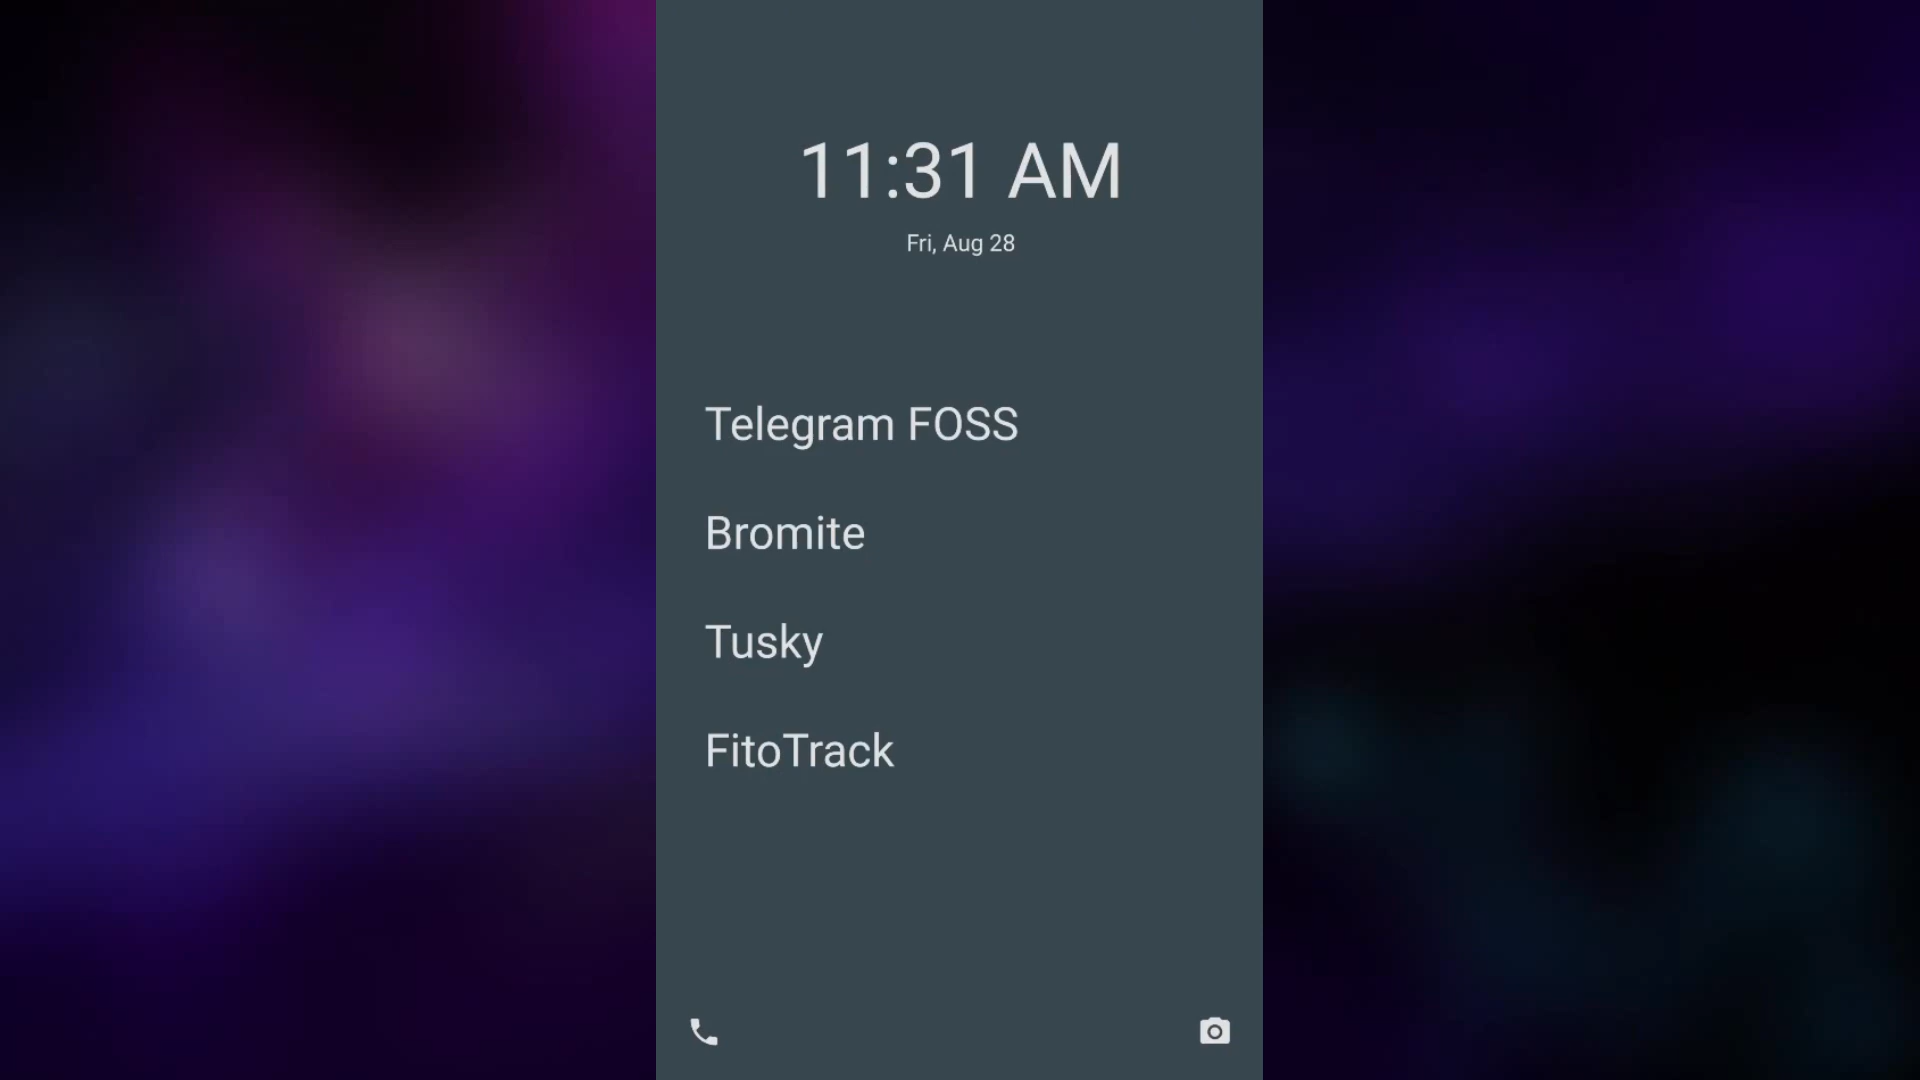 11:31 AM
Fri, Aug 28
Telegram FOSS
Bromite
Tusky
FitoTrack